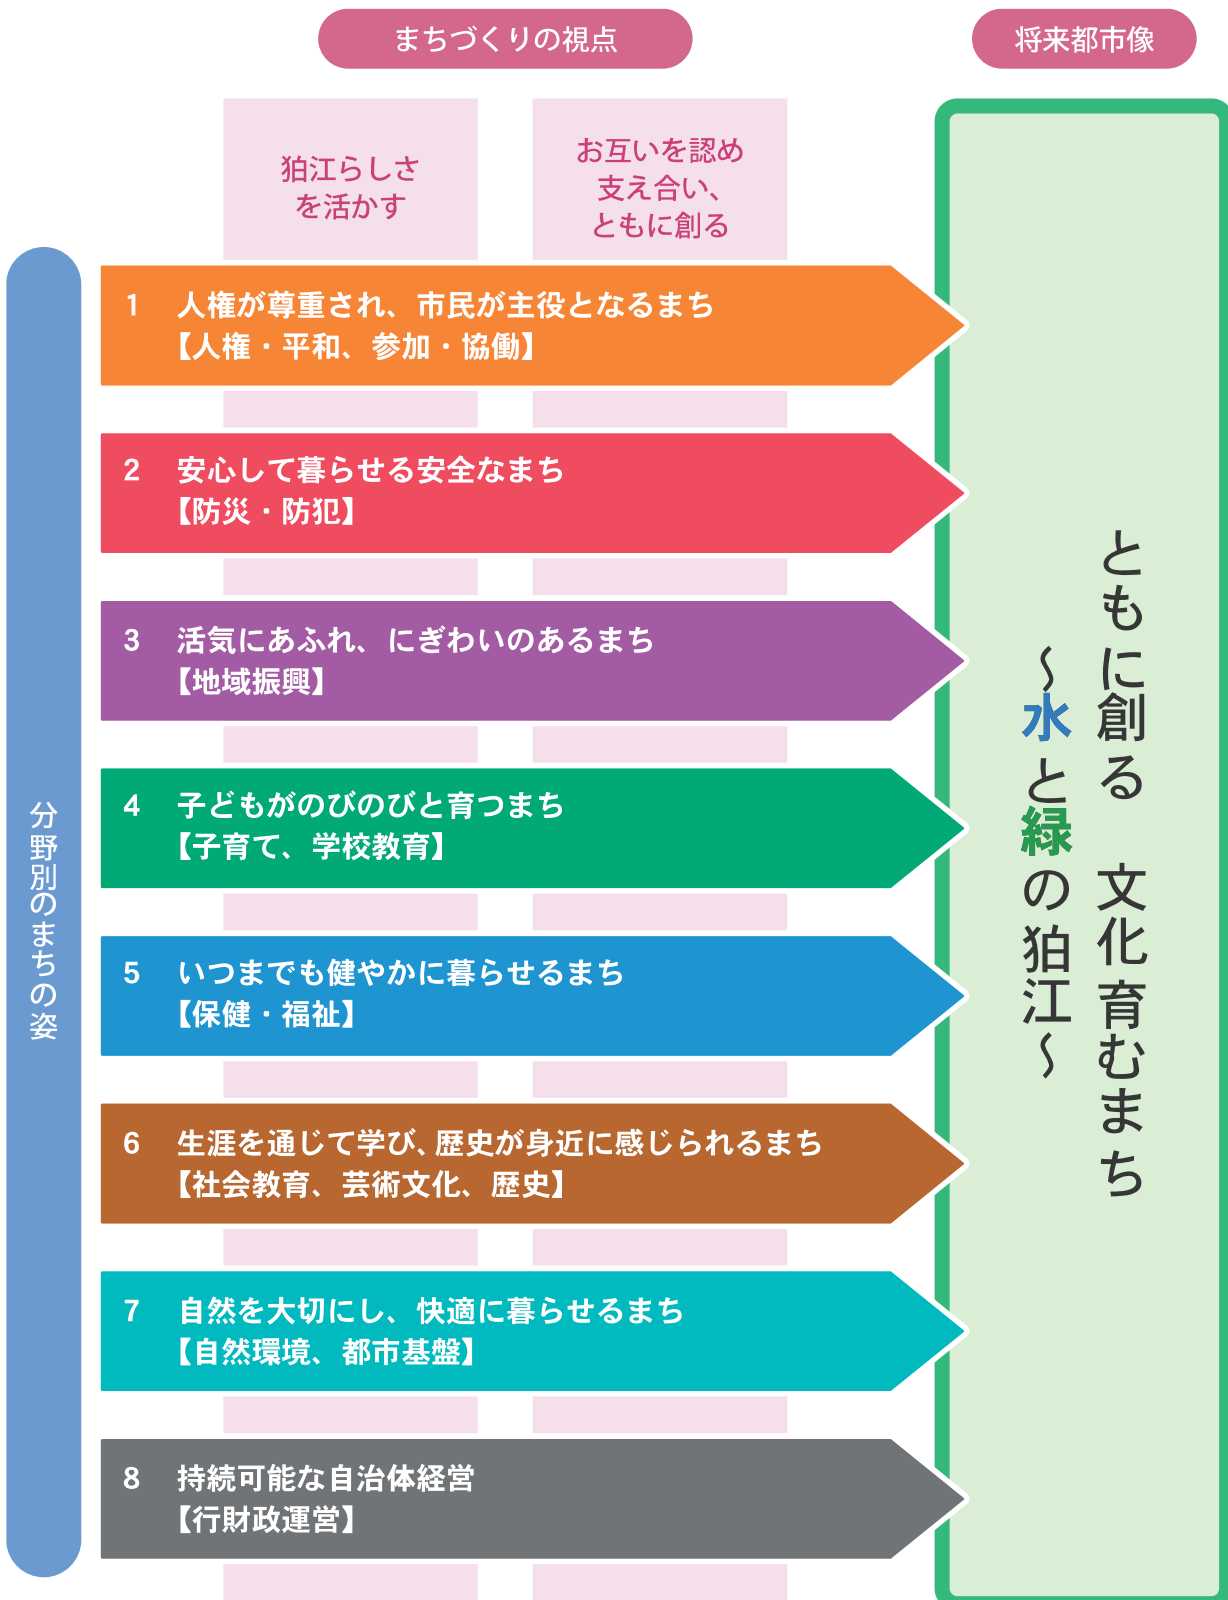 まちづくりの視点
将来都市像
狛江らしさ
を活かす
お互いを認め
支え合い、
ともに創る
分野別のまちの姿
1 人権が尊重され、市民が主役となるまち
【人権・平和、参加・協働】
2 安心して暮らせる安全なまち
【防災・防犯】
3 活気にあふれ、にぎわいのあるまち
【地域振興】
4 子どもがのびのびと育つまち
【子育て、学校教育】
5 いつまでも健やかに暮らせるまち
【保健・福祉】
6 生涯を通じて学び、歴史が身近に感じられるまち
【社会教育、芸術文化、歴史】
7 自然を大切にし、快適に暮らせるまち
【自然環境、都市基盤】
8 持続可能な自治体経営
【行財政運営】
ともに創る 文化育むまち
～水と緑の狛江～